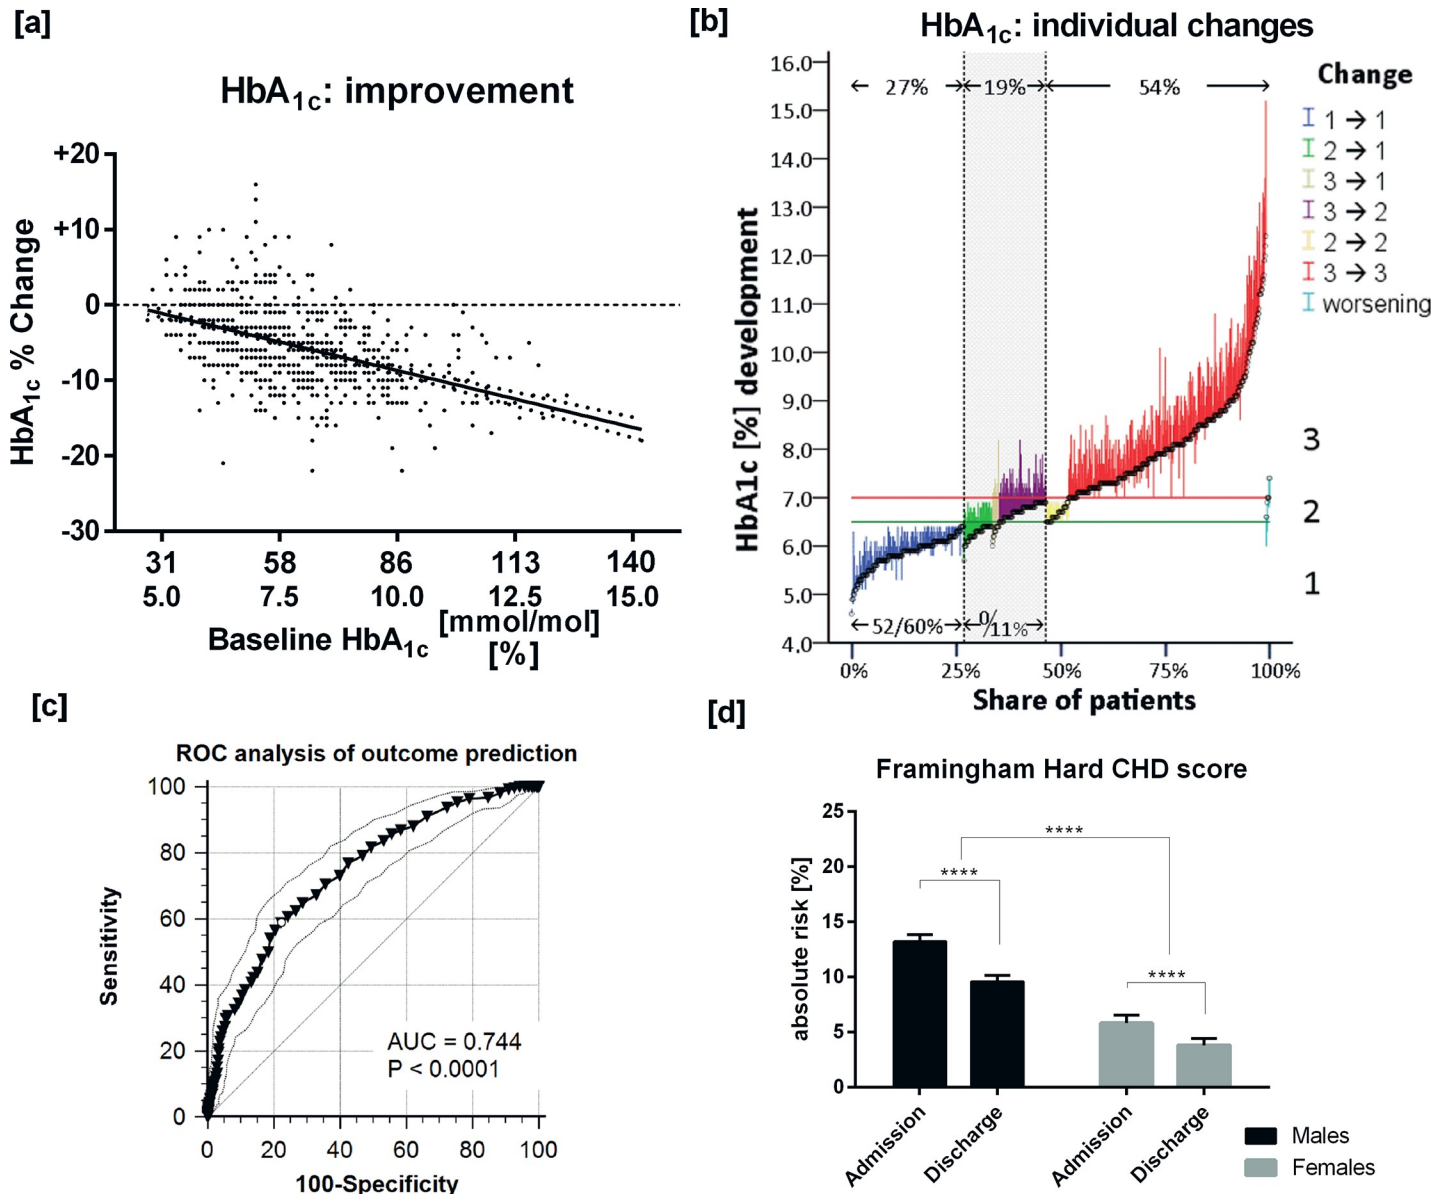 [a]
HbA1c: improvement
HbA1c % Change
+20
+10
0
-10
-20
-30
31 58 86 113 140
5.0 7.5 10.0 12.5 15.0
Baseline HbA1c [mmol/mol]
[%]
[b]
HbA1c: individual changes
HbA1c [%] development
16.0
15.0
14.0
13.0
12.0
11.0
10.0
9.0
8.0
7.0
6.0
5.0
4.0
27% 19% 54%
Change
1 → 1
2 → 1
3 → 1
3 → 2
2 → 2
3 → 3
worsening
3
2
1
52/60% 0/11%
0% 25% 50% 75% 100%
Share of patients
[c]
ROC analysis of outcome prediction
Sensitivity
100
80
60
40
20
0
AUC = 0.744
P < 0.0001
0 20 40 60 80 100
100-Specificity
[d]
Framingham Hard CHD score
absolute risk [%]
25
20
15
10
5
0
****
****
****
Admission Discharge Admission Discharge
Males
Females